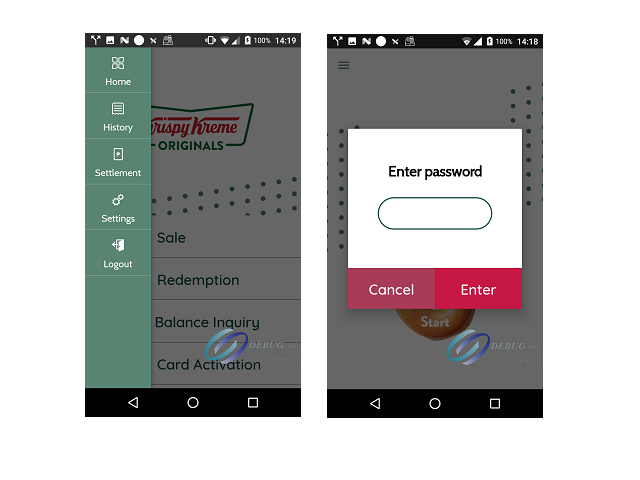 100% 14:19
Home
History
Settlement
Settings
Logout
Krispy Kreme
ORIGINALS
Sale
Redemption
Balance Inquiry
Card Activation
DEBUG
100% 14:18
Enter password
Cancel
Enter
Start
DEBUG